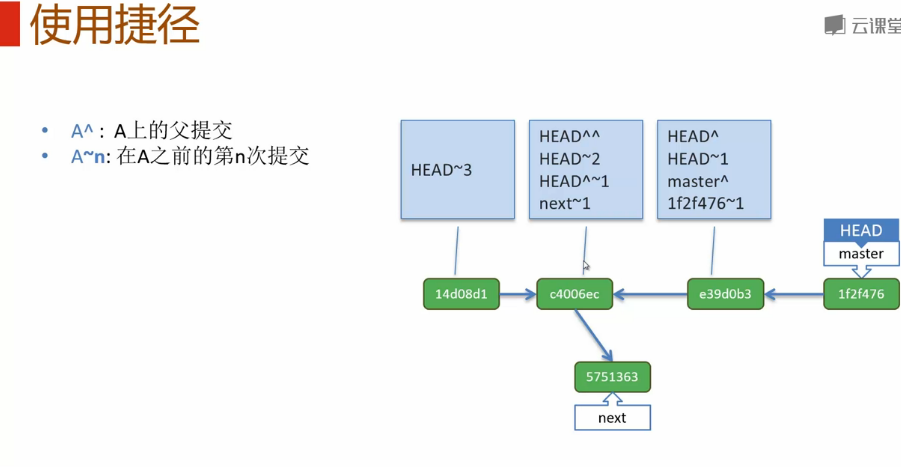 使用捷径
云课堂
• A^ : A上的父提交
• A~n: 在A之前的第n次提交
HEAD~3
HEAD^^
HEAD~2
HEAD^~1
next~1
HEAD^
HEAD~1
master^
1f2f476~1
HEAD
master
14d08d1
c4006ec
e39d0b3
1f2f476
5751363
next